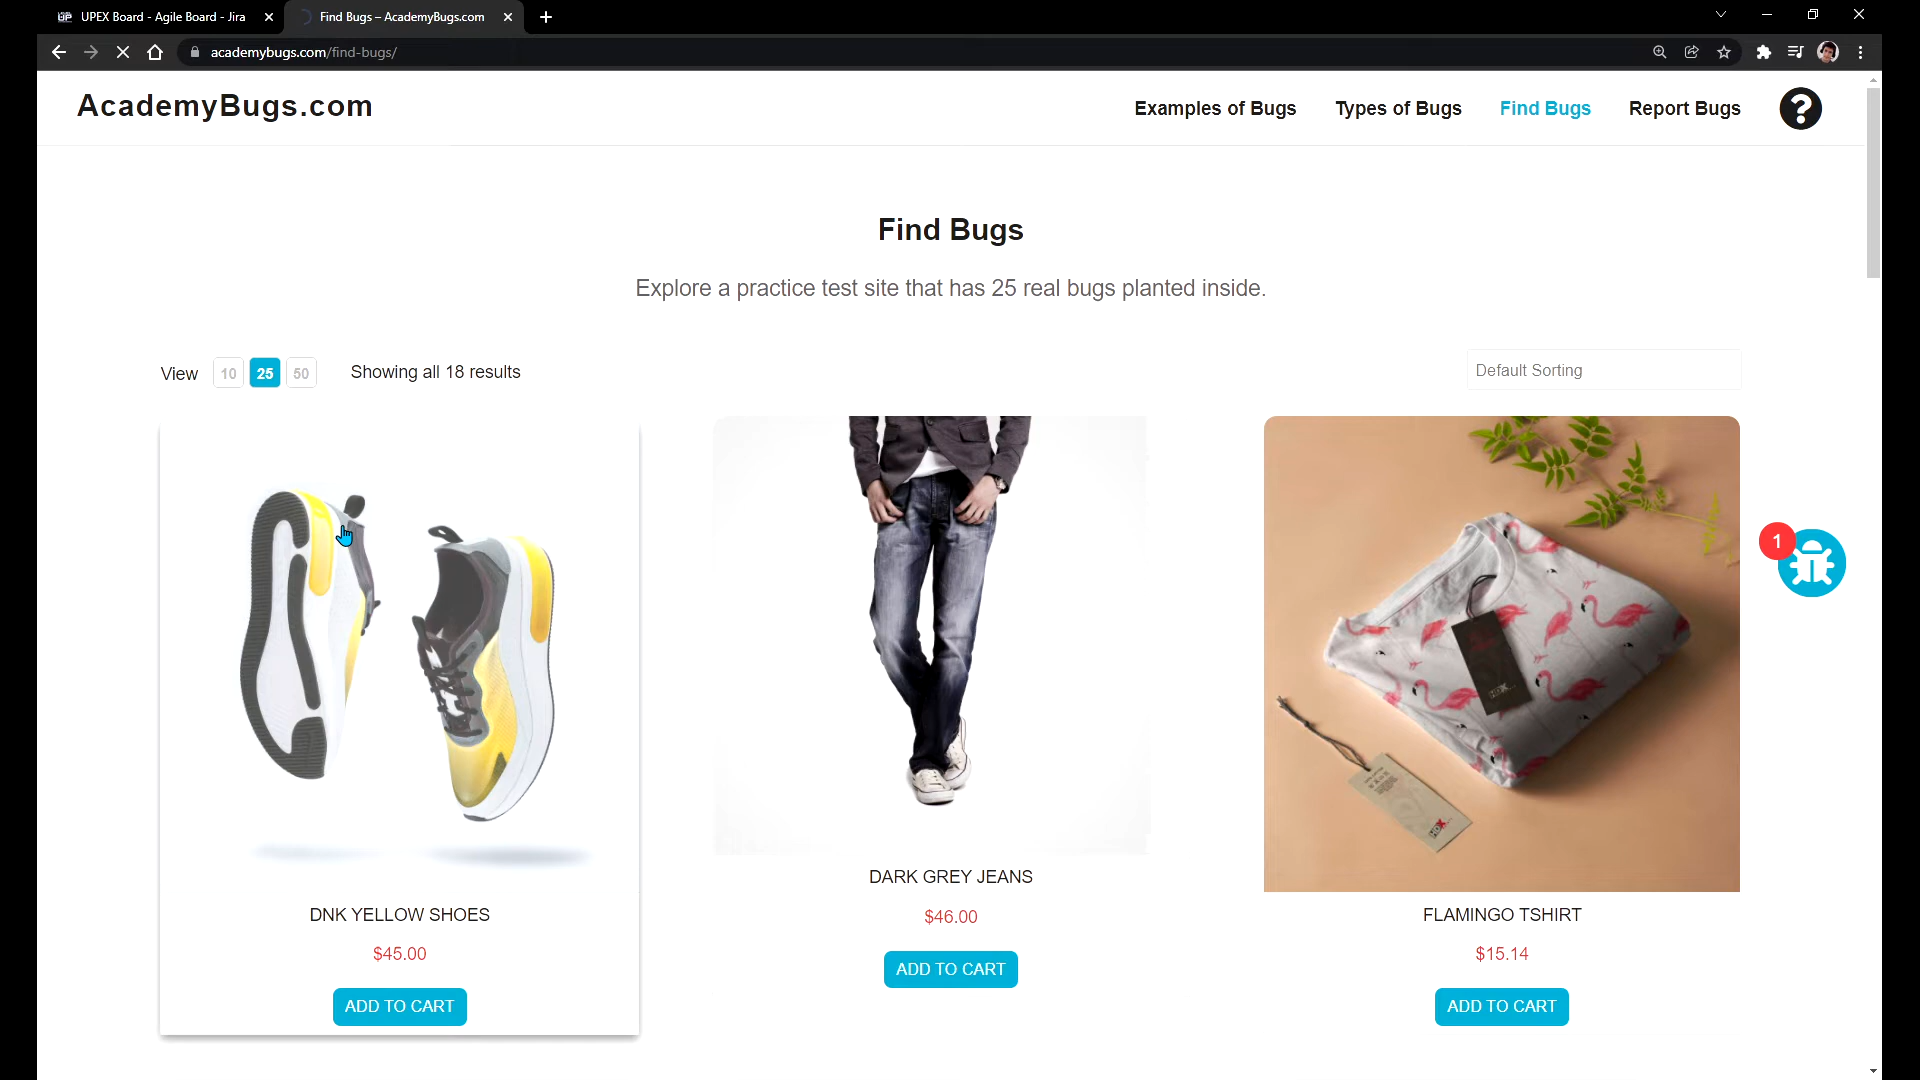 UPEX Board - Agile Board - Jira
Find Bugs – AcademyBugs.com
academybugs.com/find-bugs/
AcademyBugs.com
Examples of Bugs
Types of Bugs
Find Bugs
Report Bugs
?
Find Bugs
Explore a practice test site that has 25 real bugs planted inside.
View 10 25 50 Showing all 18 results
Default Sorting
1
DNK YELLOW SHOES
$45.00
ADD TO CART
DARK GREY JEANS
$46.00
ADD TO CART
FLAMINGO TSHIRT
$15.14
ADD TO CART